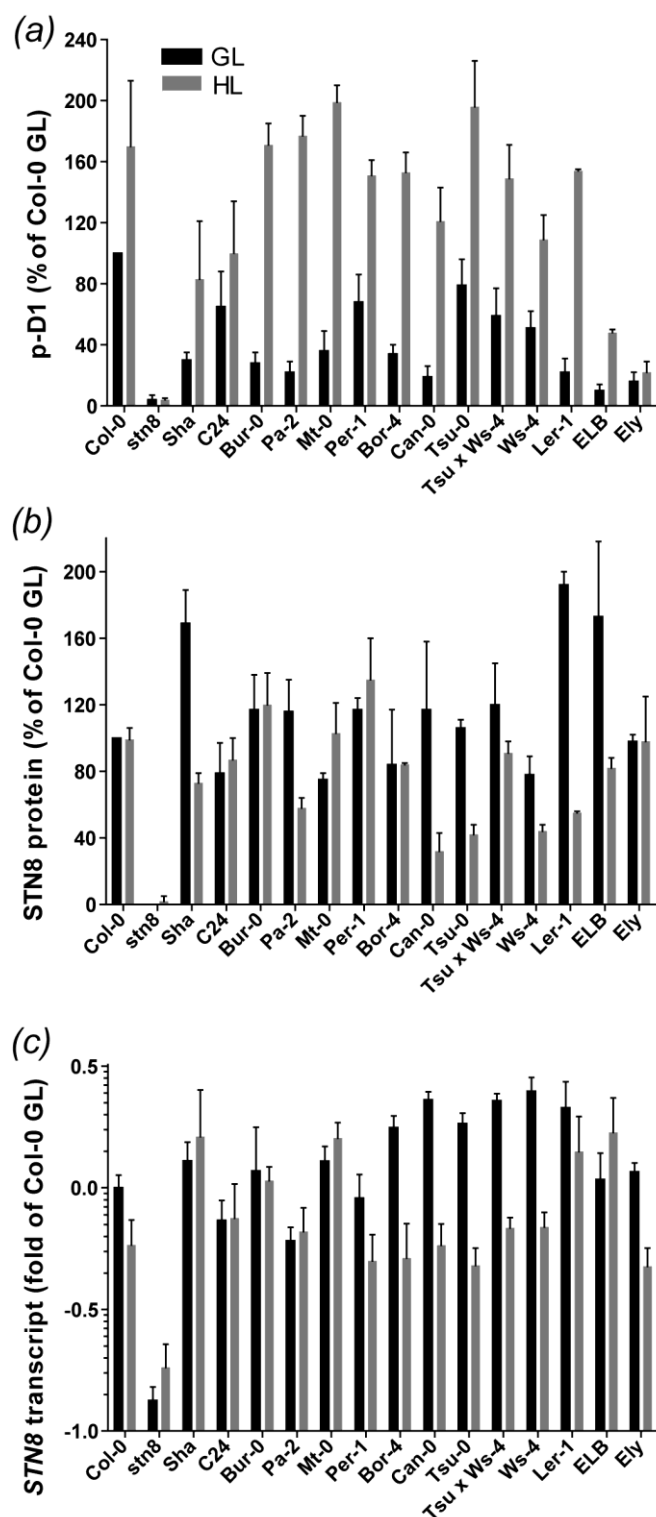 (a)
GL
HL
p-D1 (% of Col-0 GL)
240
200
160
120
80
40
0
Col-0
stn8
Sha
C24
Bur-0
Pa-2
Mt-0
Per-1
Bor-4
Can-0
Tsu-0
Tsu x Ws-4
Ws-4
Ler-1
ELB
Ely
(b)
STN8 protein (% of Col-0 GL)
200
160
120
80
40
0
Col-0
stn8
Sha
C24
Bur-0
Pa-2
Mt-0
Per-1
Bor-4
Can-0
Tsu-0
Tsu x Ws-4
Ws-4
Ler-1
ELB
Ely
(c)
STN8 transcript (fold of Col-0 GL)
0.5
0.0
-0.5
-1.0
Col-0
stn8
Sha
C24
Bur-0
Pa-2
Mt-0
Per-1
Bor-4
Can-0
Tsu-0
Tsu x Ws-4
Ws-4
Ler-1
ELB
Ely